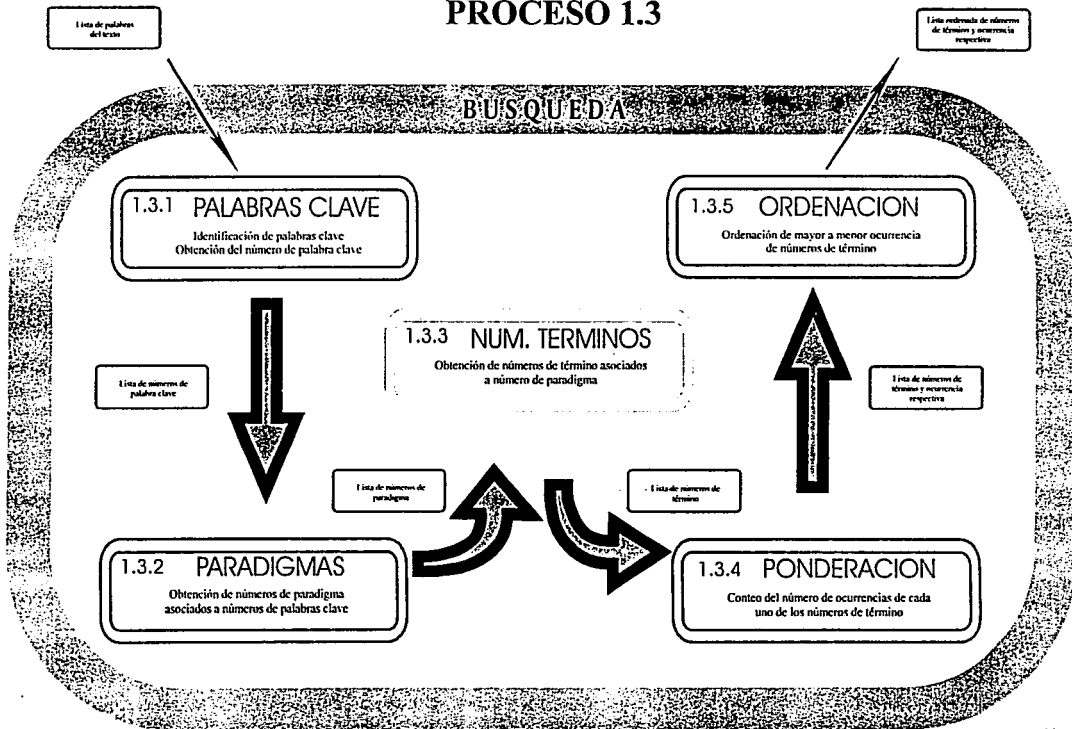 PROCESO 1.3
Lista de palabras
del texto
Lista ordenada de números
de término y ocurrencia
respectiva
BUSQUEDA
1.3.1 PALABRAS CLAVE
Identificación de palabras clave
Obtención del número de palabra clave
1.3.5 ORDENACION
Ordenación de mayor a menor ocurrencia
de números de término
1.3.3 NUM. TERMINOS
Obtención de números de término asociados
a número de paradigma
Lista de números de
palabra clave
Lista de números de
término y ocurrencia
respectiva
Lista de números de
paradigma
Lista de números de
término
1.3.2 PARADIGMAS
Obtención de números de paradigma
asociados a números de palabras clave
1.3.4 PONDERACION
Conteo del número de ocurrencias de cada
uno de los números de término